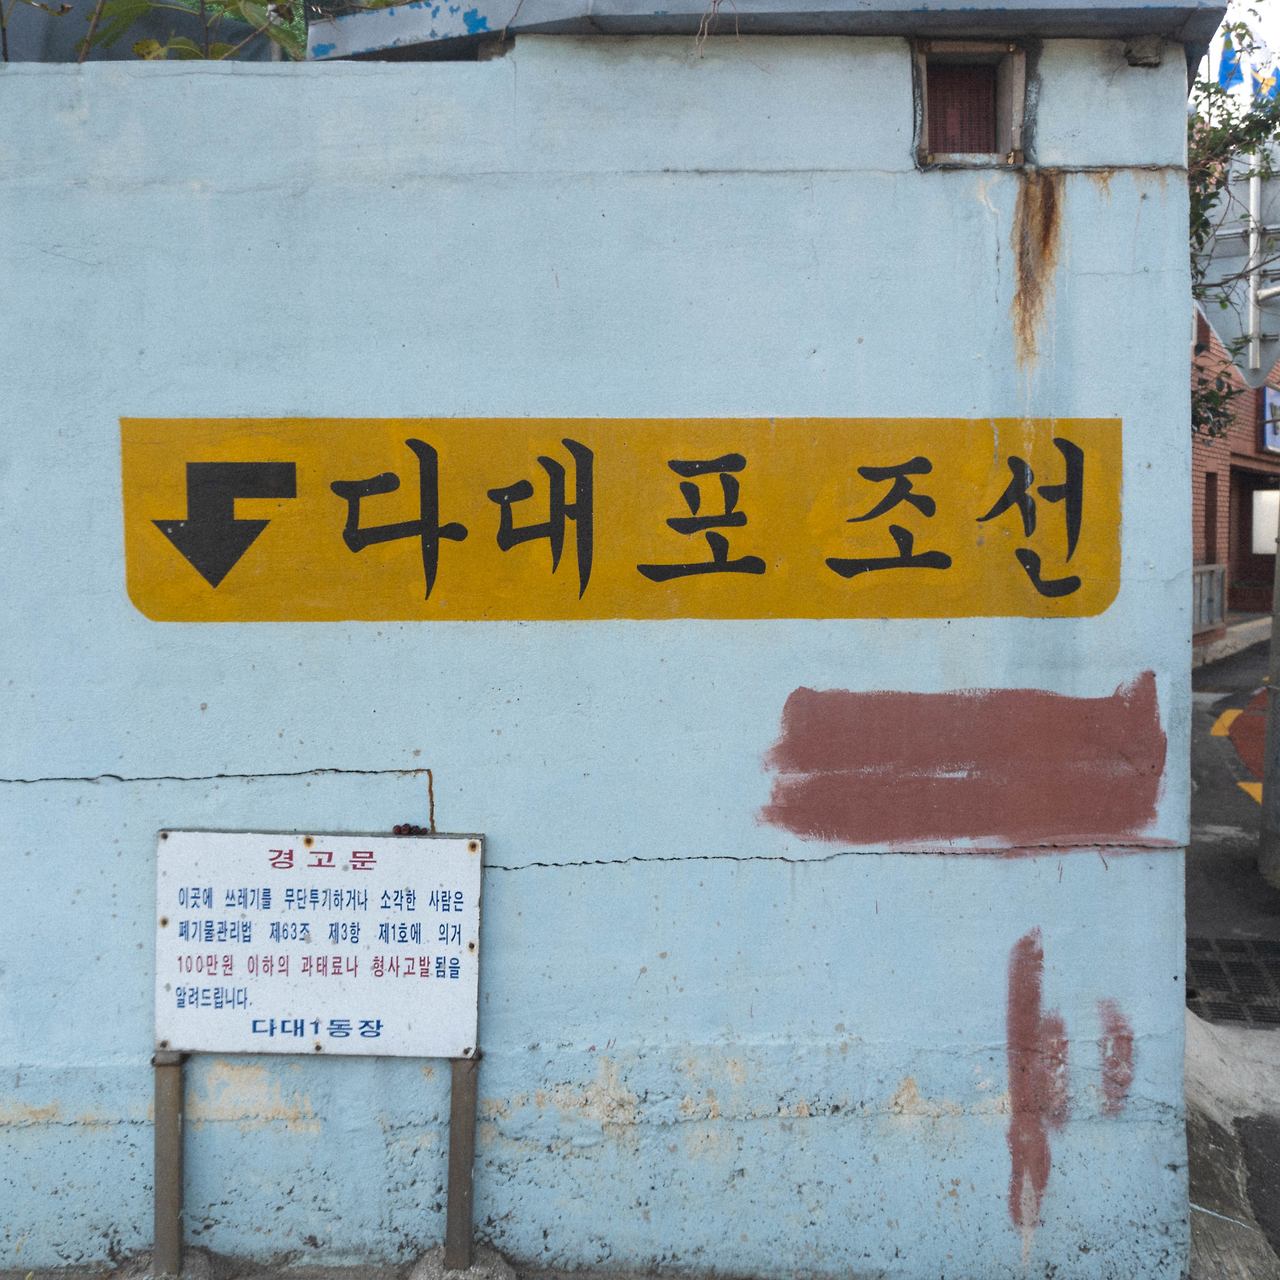 다대포 조선
경고문
이곳에 쓰레기를 무단투기하거나 소각한 사람은
폐기물관리법 제63조 제3항 제1호에 의거
100만원 이하의 과태료나 형사고발됨을
알려드립니다.
다대1동장